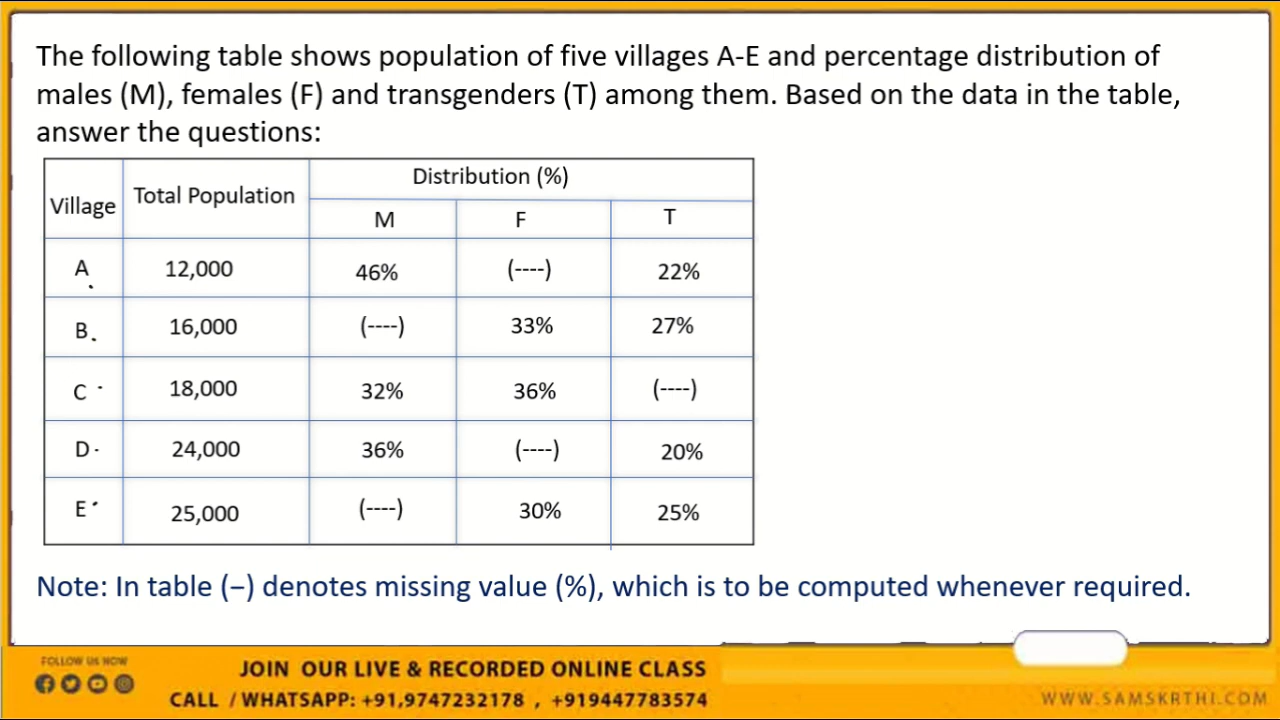 The following table shows population of five villages A-E and percentage distribution of
males (M), females (F) and transgenders (T) among them. Based on the data in the table,
answer the questions:
Village Total Population Distribution (%)
M F T
A 12,000 46% (----) 22%
B 16,000 (----) 33% 27%
C 18,000 32% 36% (----)
D 24,000 36% (----) 20%
E 25,000 (----) 30% 25%
Note: In table (–) denotes missing value (%), which is to be computed whenever required.
FOLLOW US NOW
JOIN OUR LIVE & RECORDED ONLINE CLASS
CALL / WHATSAPP: +91,9747232178 , +919447783574
WWW.SAMSKRTHI.COM